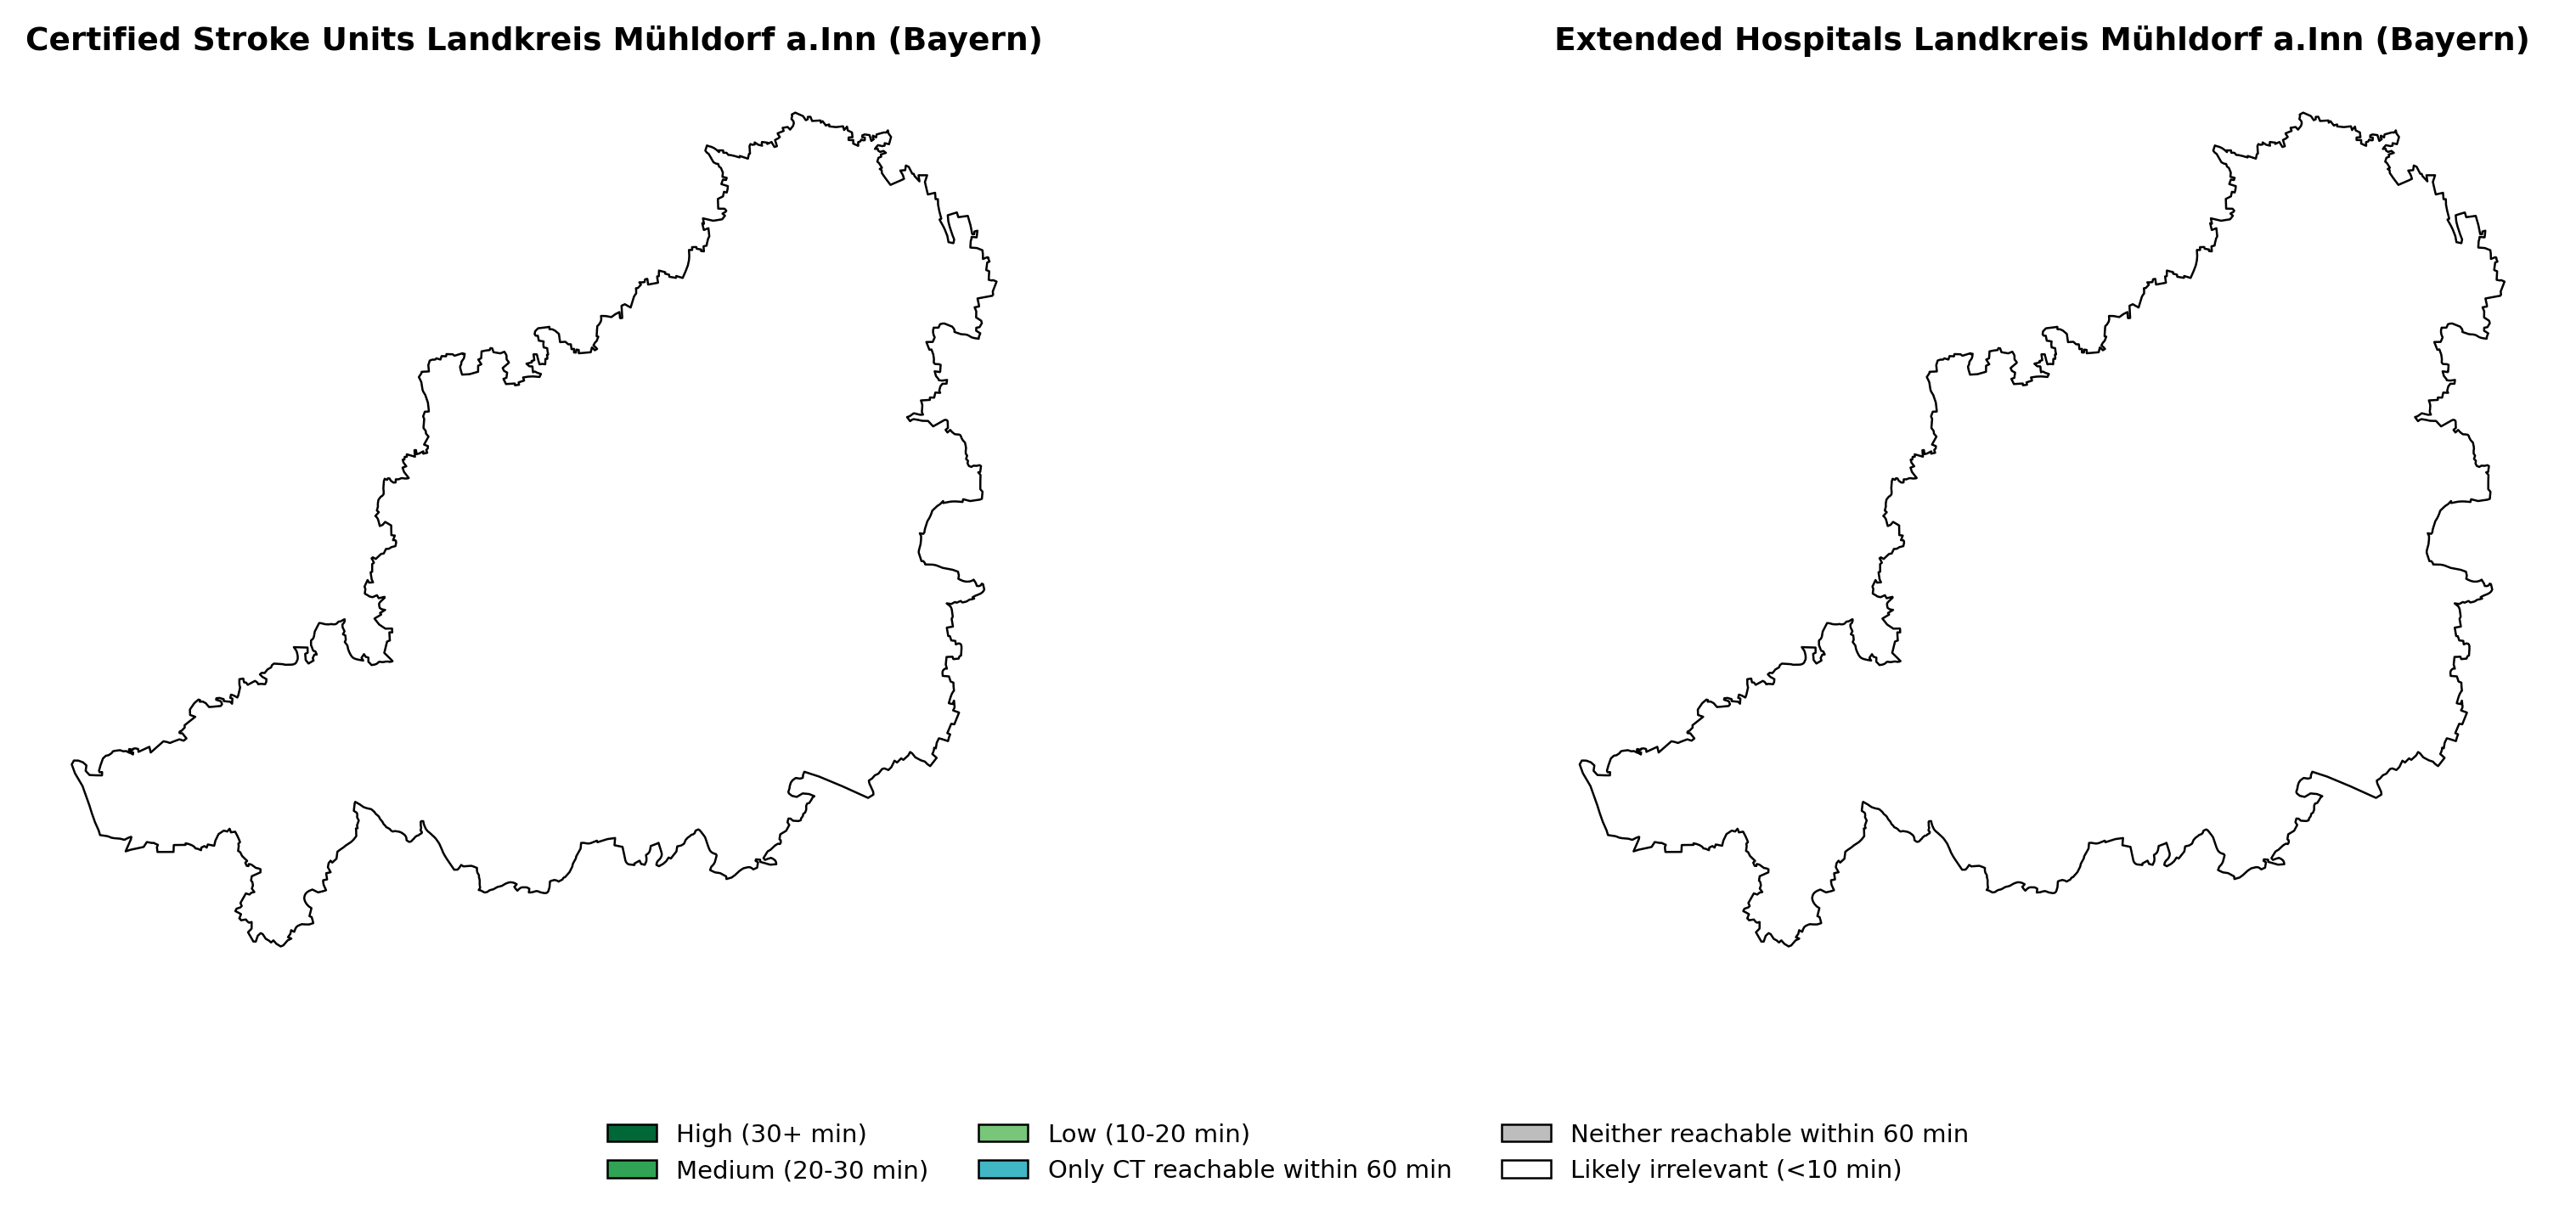 Certified Stroke Units Landkreis Mühldorf a.Inn (Bayern)
Extended Hospitals Landkreis Mühldorf a.Inn (Bayern)
High (30+ min)
Medium (20-30 min)
Low (10-20 min)
Only CT reachable within 60 min
Neither reachable within 60 min
Likely irrelevant (<10 min)